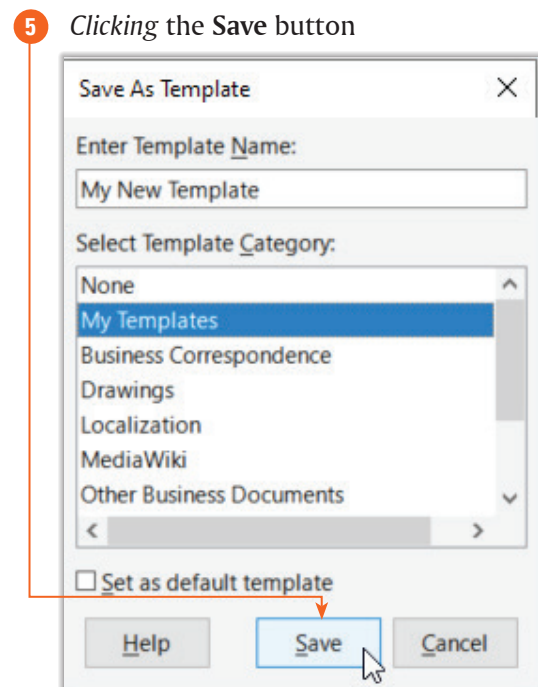 5 Clicking the Save button
Save As Template
Enter Template Name:
My New Template
Select Template Category:
None
My Templates
Business Correspondence
Drawings
Localization
MediaWiki
Other Business Documents
Set as default template
Help Save Cancel